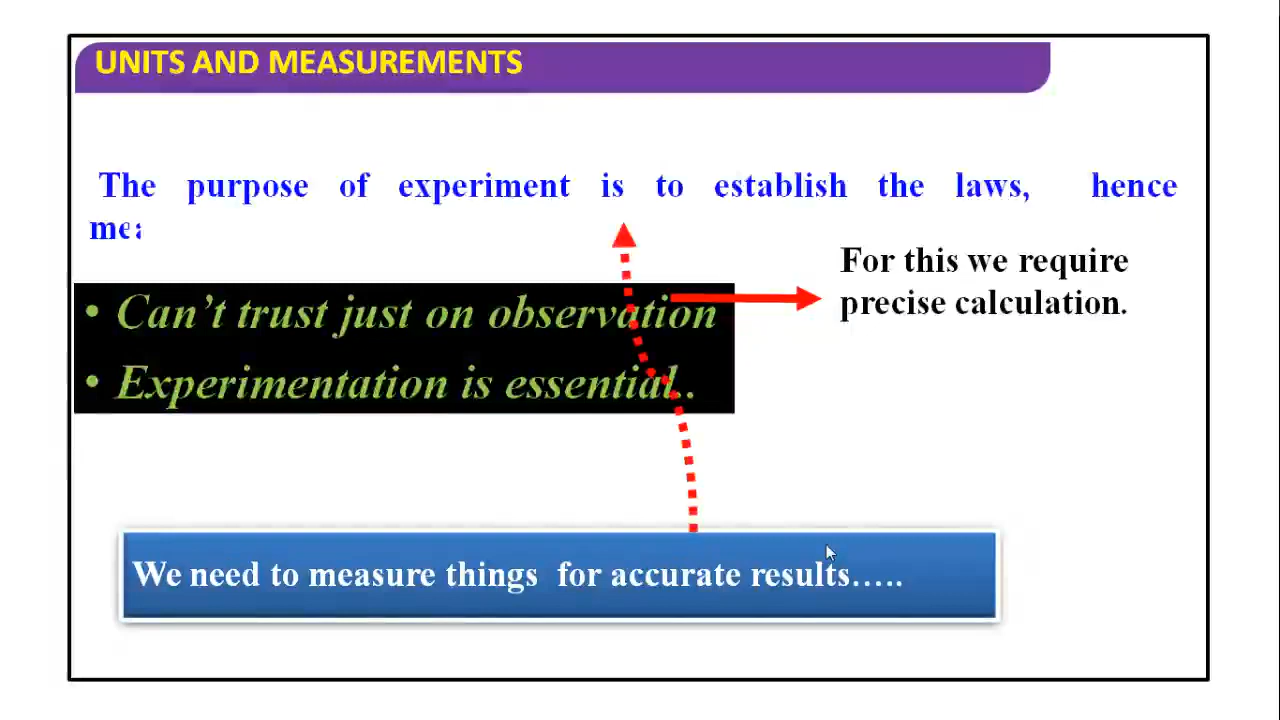 UNITS AND MEASUREMENTS
The purpose of experiment is to establish the laws, hence
For this we require
precise calculation.
• Can't trust just on observation
• Experimentation is essential..
We need to measure things for accurate results.....